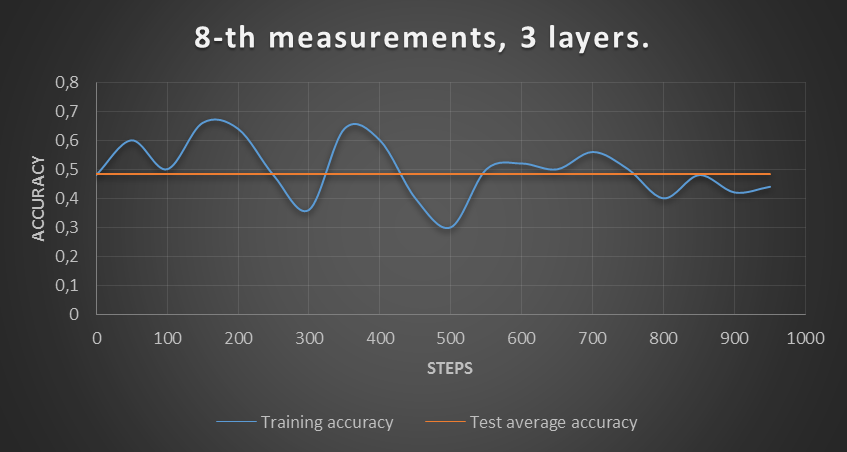 8-th measurements, 3 layers.
0,8
0,7
0,6
0,5
0,4
0,3
0,2
0,1
0
ACCURACY
0 100 200 300 400 500 600 700 800 900 1000
STEPS
Training accuracy Test average accuracy